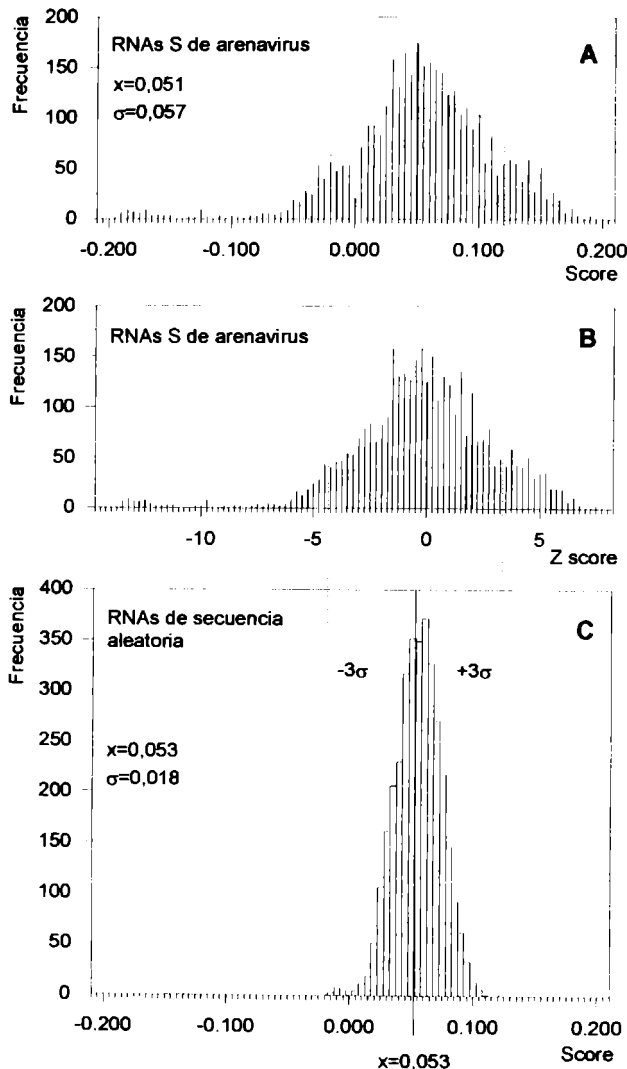 Frecuencia
200
150
100
50
0
RNAs S de arenavirus
x=0,051
σ=0,057
A
-0.200
-0.100
0.000
0.100
0.200
Score
Frecuencia
200
150
100
50
0
RNAs S de arenavirus
B
-10
-5
0
5
Z score
Frecuencia
400
350
300
250
200
150
100
50
0
RNAs de secuencia
aleatoria
C
-3σ
+3σ
x=0,053
σ=0,018
-0.200
-0.100
0.000
0.100
0.200
Score
x=0,053